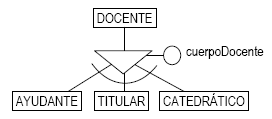 DOCENTE
cuerpoDocente
AYUDANTE TITULAR CATEDRÁTICO